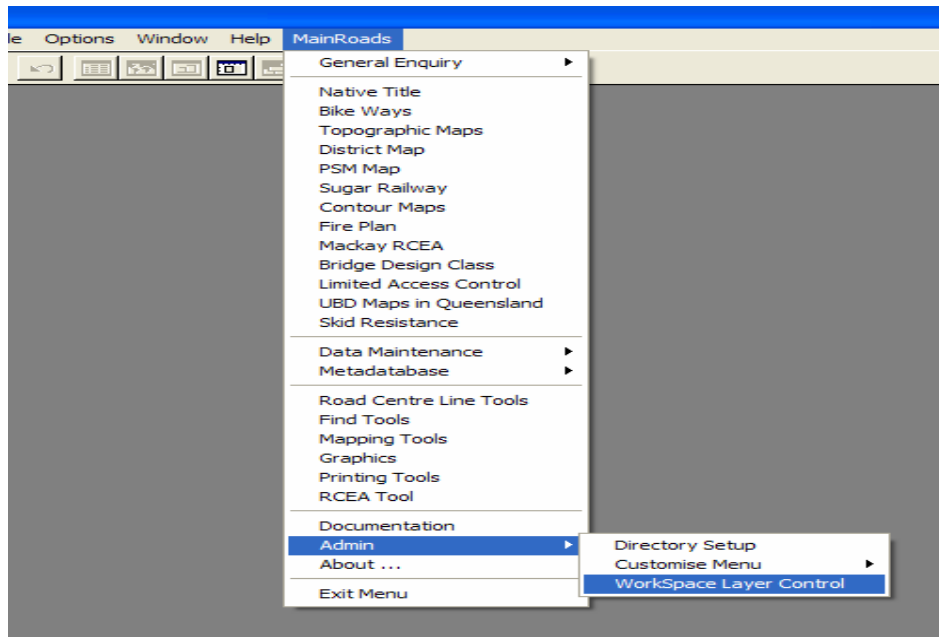 le Options Window Help MainRoads
General Enquiry
Native Title
Bike Ways
Topographic Maps
District Map
PSM Map
Sugar Railway
Contour Maps
Fire Plan
Mackay RCEA
Bridge Design Class
Limited Access Control
UBD Maps in Queensland
Skid Resistance
Data Maintenance
Metadatabase
Road Centre Line Tools
Find Tools
Mapping Tools
Graphics
Printing Tools
RCEA Tool
Documentation
Admin
About ...
Exit Menu
Directory Setup
Customise Menu
WorkSpace Layer Control